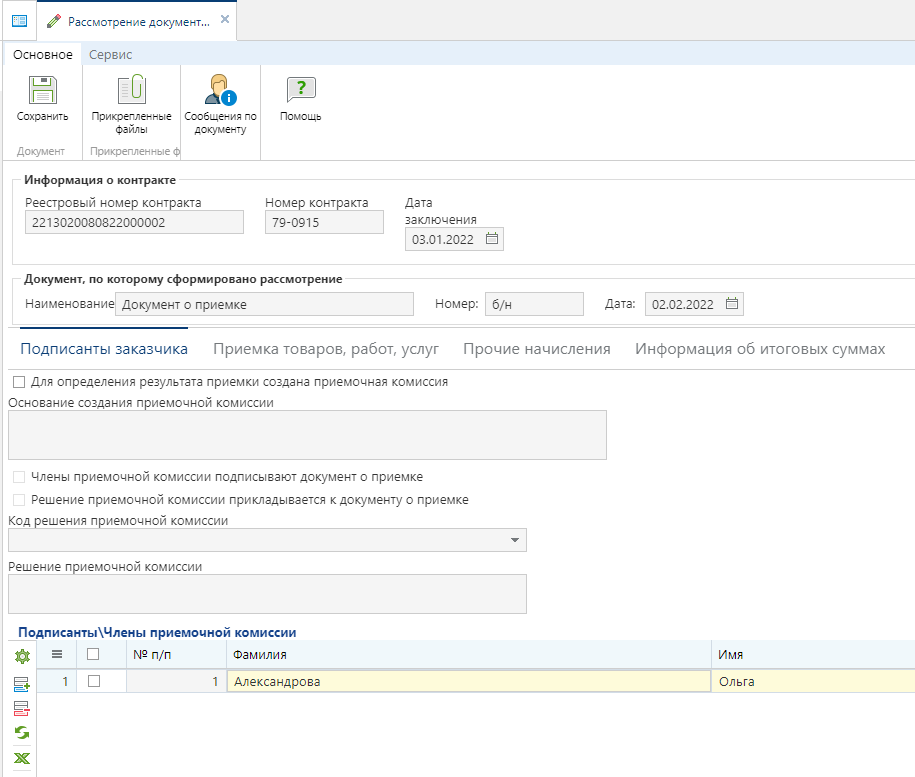 Рассмотрение документ...
Основное Сервис
Сохранить
Прикрепленные файлы
Сообщения по документу
Помощь
Документ
Прикрепленные ф
Информация о контракте
Реестровый номер контракта Номер контракта Дата заключения
2213020080822000002 79-0915 03.01.2022
Документ, по которому сформировано рассмотрение
Наименование Документ о приемке Номер: б/н Дата: 02.02.2022
Подписанты заказчика Приемка товаров, работ, услуг Прочие начисления Информация об итоговых суммах
Для определения результата приемки создана приемочная комиссия
Основание создания приемочной комиссии
Члены приемочной комиссии подписывают документ о приемке
Решение приемочной комиссии прикладывается к документу о приемке
Код решения приемочной комиссии
Решение приемочной комиссии
Подписанты\Члены приемочной комиссии
№ п/п Фамилия Имя
1 1 Александрова Ольга